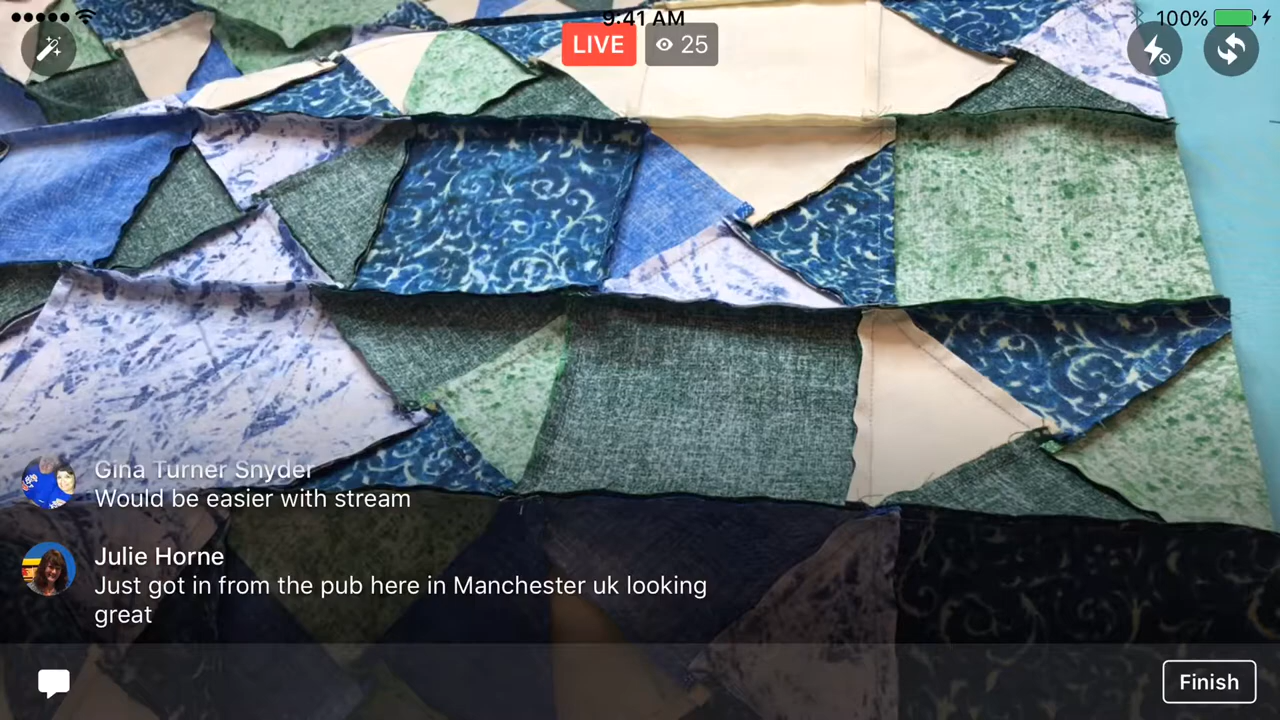 9:41 AM
100%
LIVE
25
Gina Turner Snyder
Would be easier with stream
Julie Horne
Just got in from the pub here in Manchester uk looking
great
Finish